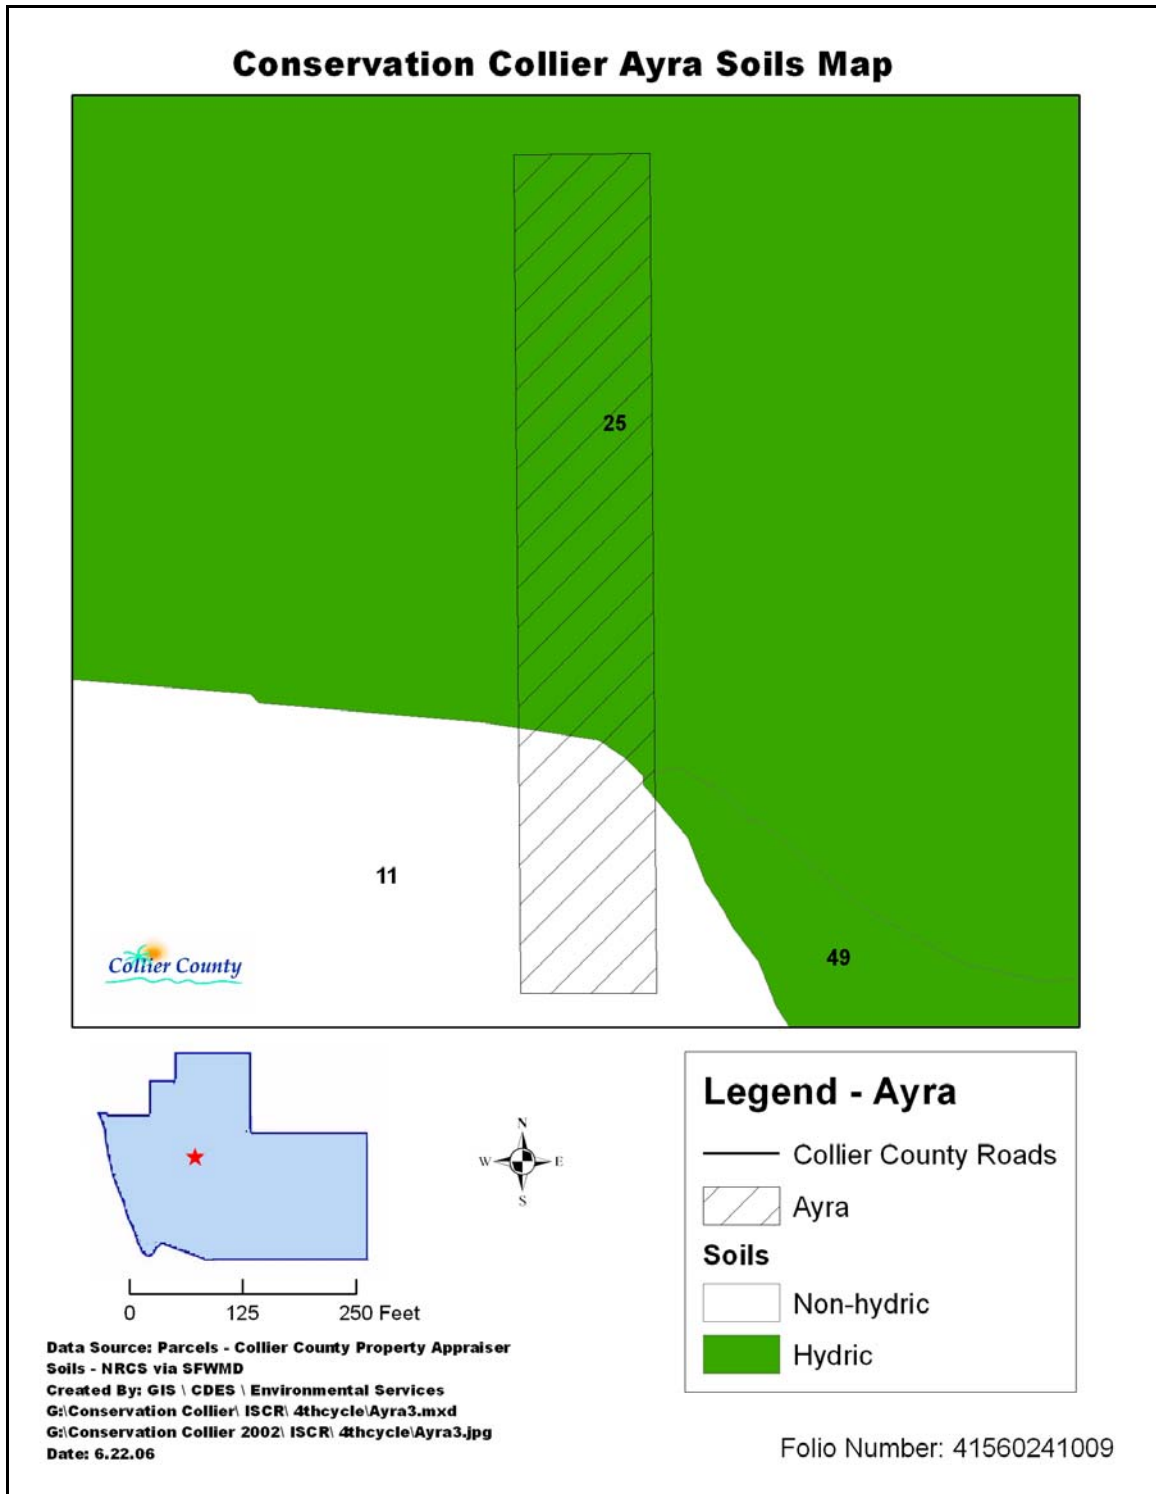 Conservation Collier Ayra Soils Map
25
11
49
Collier County
N
W E
S
0 125 250 Feet
Legend - Ayra
Collier County Roads
Ayra
Soils
Non-hydric
Hydric
Data Source: Parcels - Collier County Property Appraiser
Soils - NRCS via SFWMD
Created By: GIS \ CDES \ Environmental Services
G:\Conservation Collier\ ISCR\ 4thcycle\Ayra3.mxd
G:\Conservation Collier 2002\ ISCR\ 4thcycle\Ayra3.jpg
Date: 6.22.06
Folio Number: 41560241009